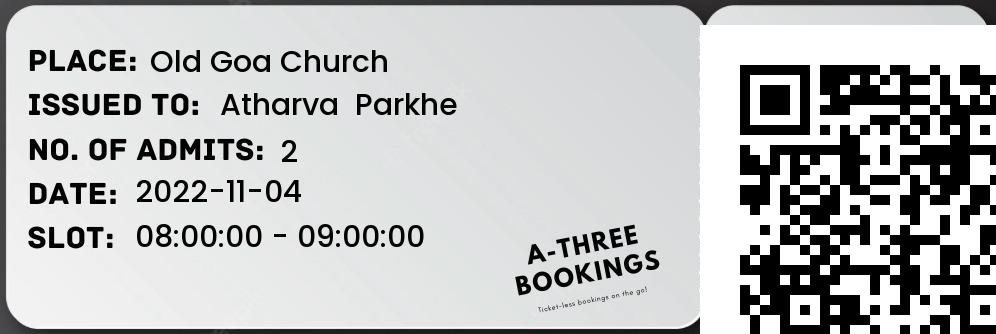 PLACE: Old Goa Church
ISSUED TO: Atharva Parkhe
NO. OF ADMITS: 2
DATE: 2022-11-04
SLOT: 08:00:00 - 09:00:00
A-THREE
BOOKINGS
Ticket-less bookings on the go!